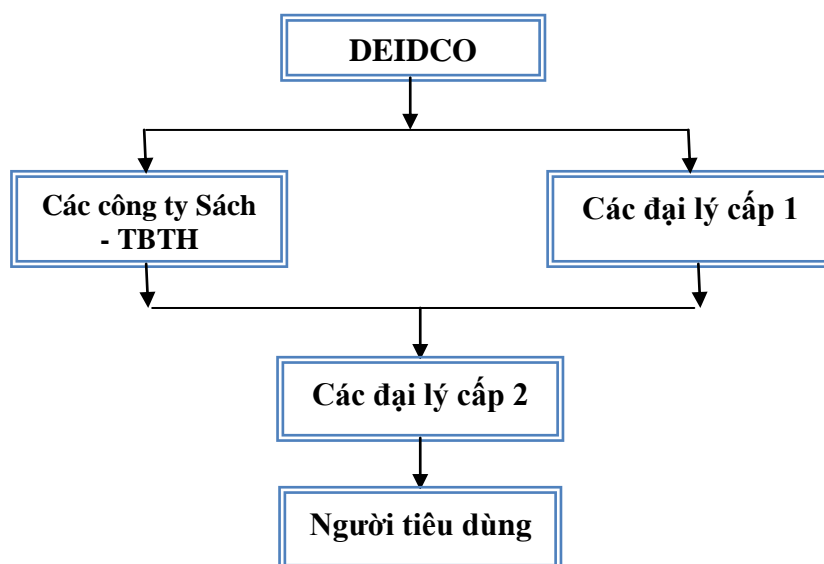 DEIDCO
Các công ty Sách
- TBTH
Các đại lý cấp 1
Các đại lý cấp 2
Người tiêu dùng